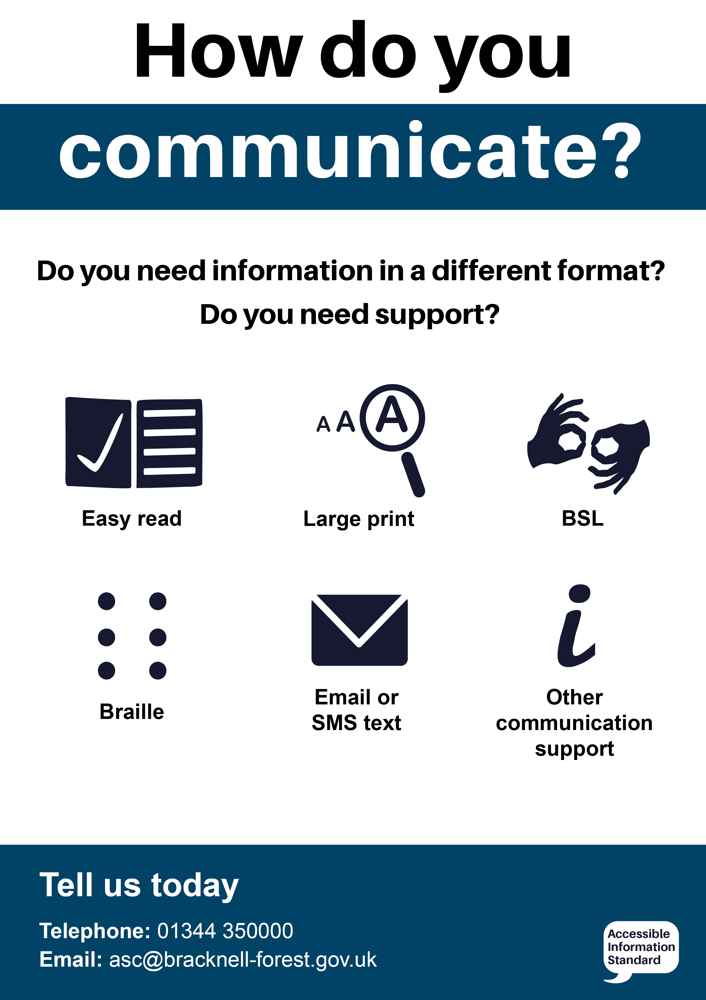 How do you
communicate?
Do you need information in a different format?
Do you need support?
A A A
Easy read
Large print
BSL
i
Braille
Email or
SMS text
Other
communication
support
Tell us today
Telephone: 01344 350000
Email: asc@bracknell-forest.gov.uk
Accessible
Information
Standard